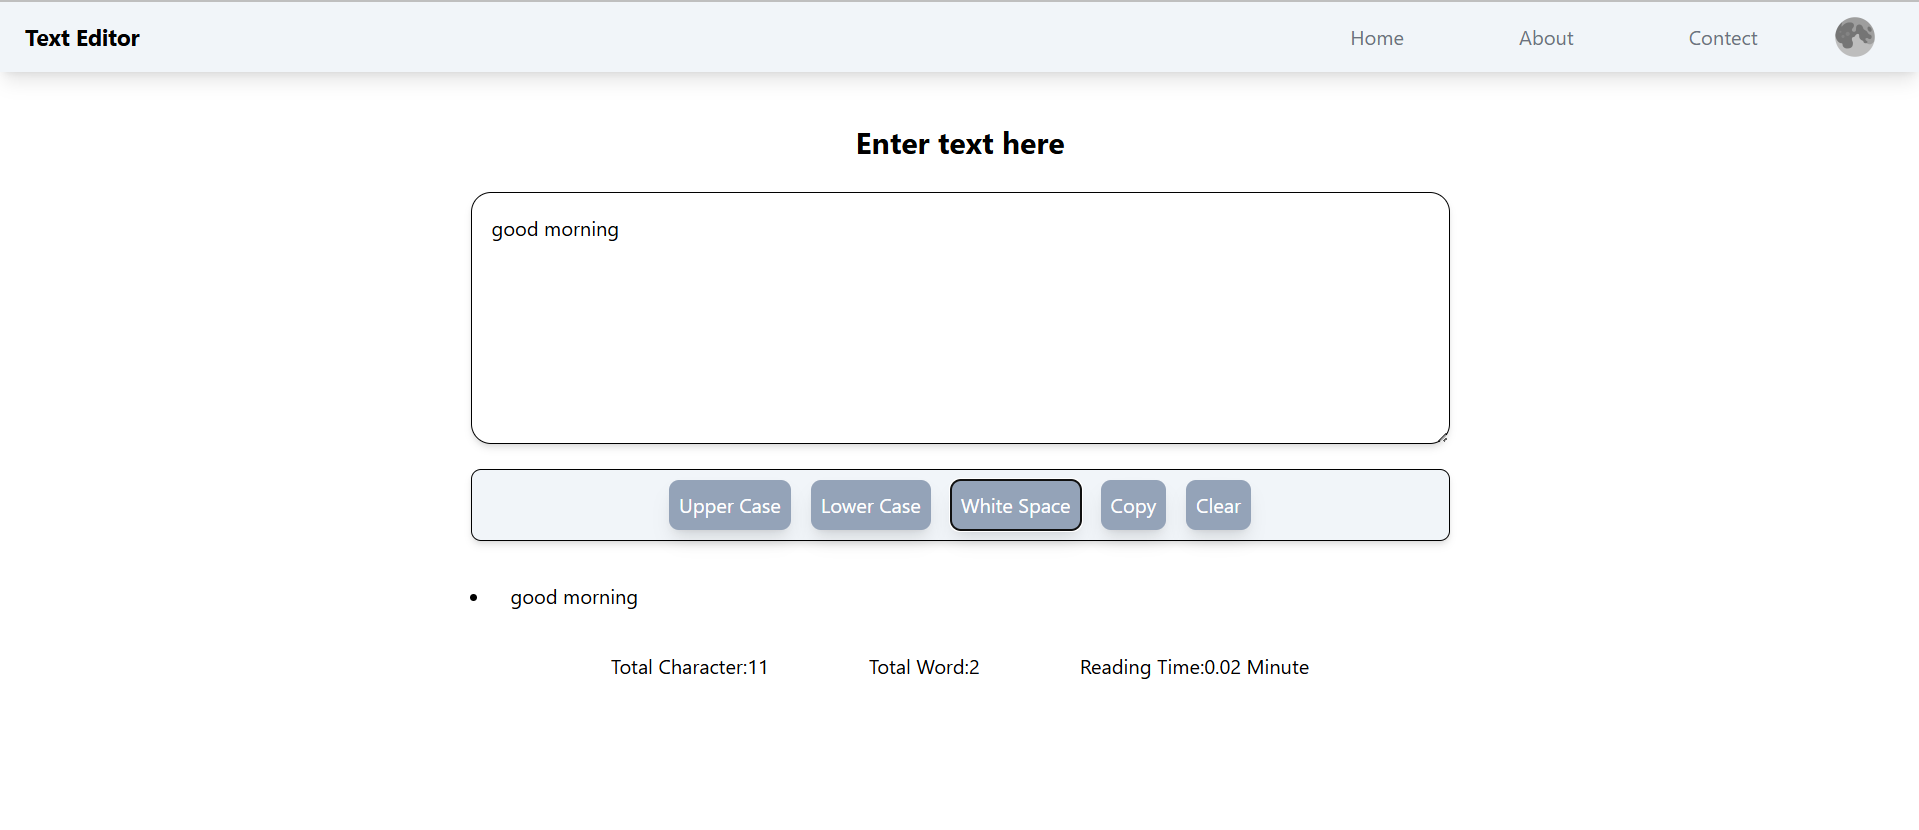 Text Editor Home About Contect
Enter text here
good morning
Upper Case Lower Case White Space Copy Clear
good morning
Total Character:11 Total Word:2 Reading Time:0.02 Minute